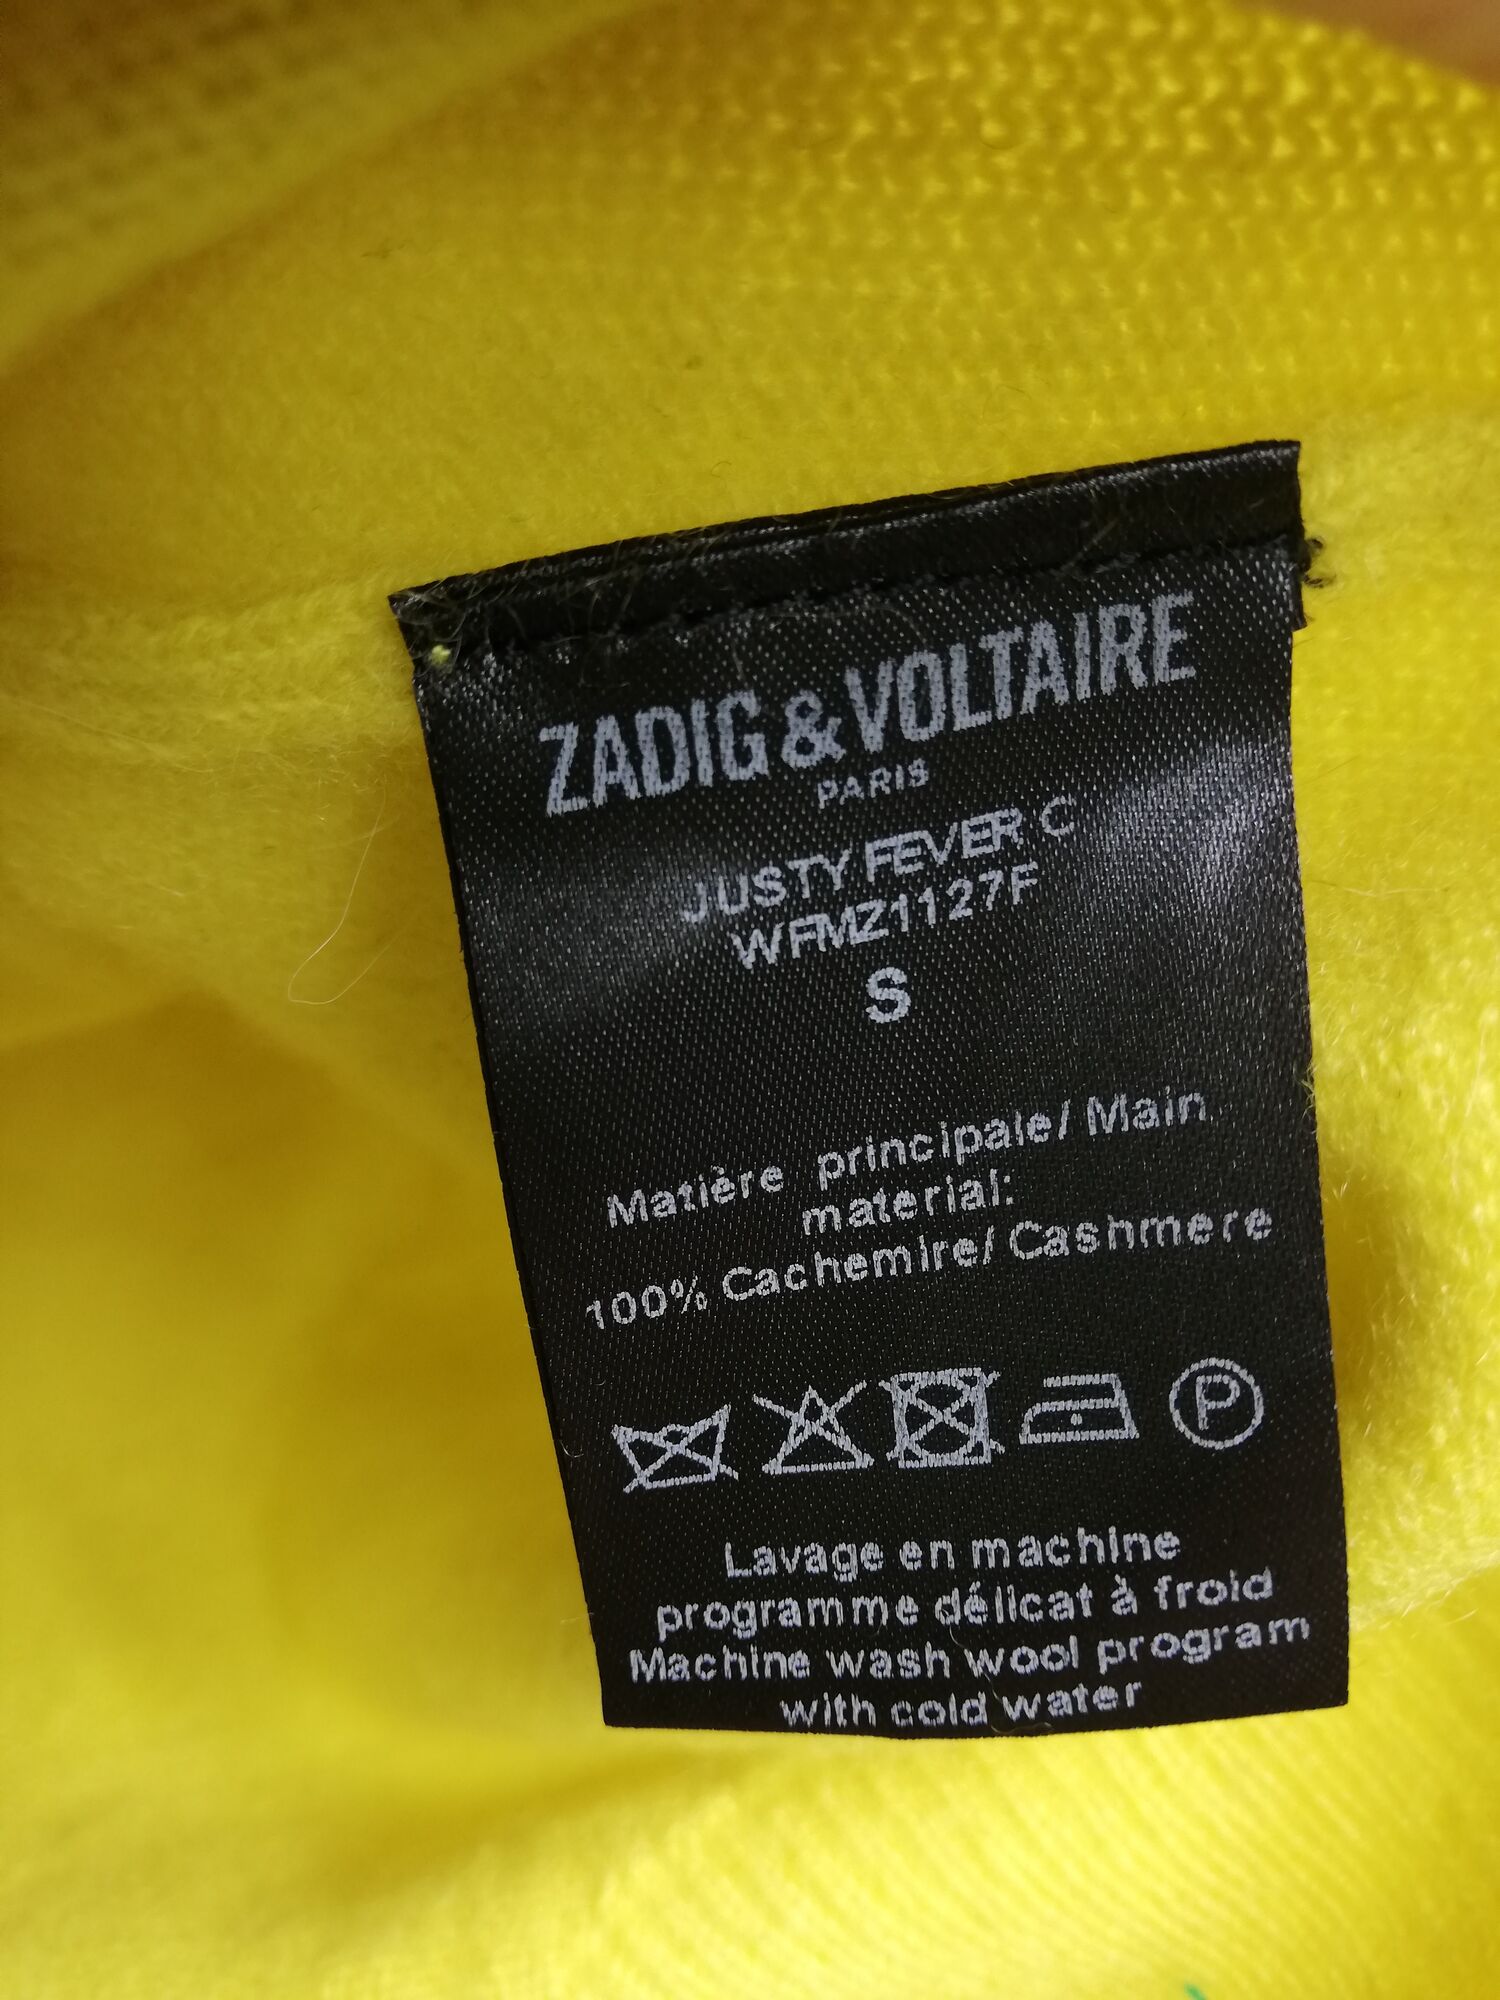 ZADIG & VOLTAIRE
PARIS
JUSTY FEVER C
WFMZ1127F
S
Matière principale/ Main
material:
100% Cachemire/ Cashmere
P
Lavage en machine
programme délicat à froid
Machine wash wool program
with cold water